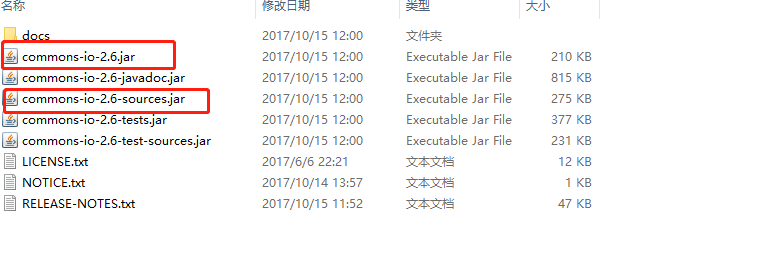 名称 修改日期 类型 大小
docs 2017/10/15 12:00 文件夹
commons-io-2.6.jar 2017/10/15 12:00 Executable Jar File 210 KB
commons-io-2.6-javadoc.jar 2017/10/15 12:00 Executable Jar File 815 KB
commons-io-2.6-sources.jar 2017/10/15 12:00 Executable Jar File 275 KB
commons-io-2.6-tests.jar 2017/10/15 12:00 Executable Jar File 377 KB
commons-io-2.6-test-sources.jar 2017/10/15 12:00 Executable Jar File 231 KB
LICENSE.txt 2017/6/6 22:21 文本文档 12 KB
NOTICE.txt 2017/10/14 13:57 文本文档 1 KB
RELEASE-NOTES.txt 2017/10/15 11:52 文本文档 47 KB